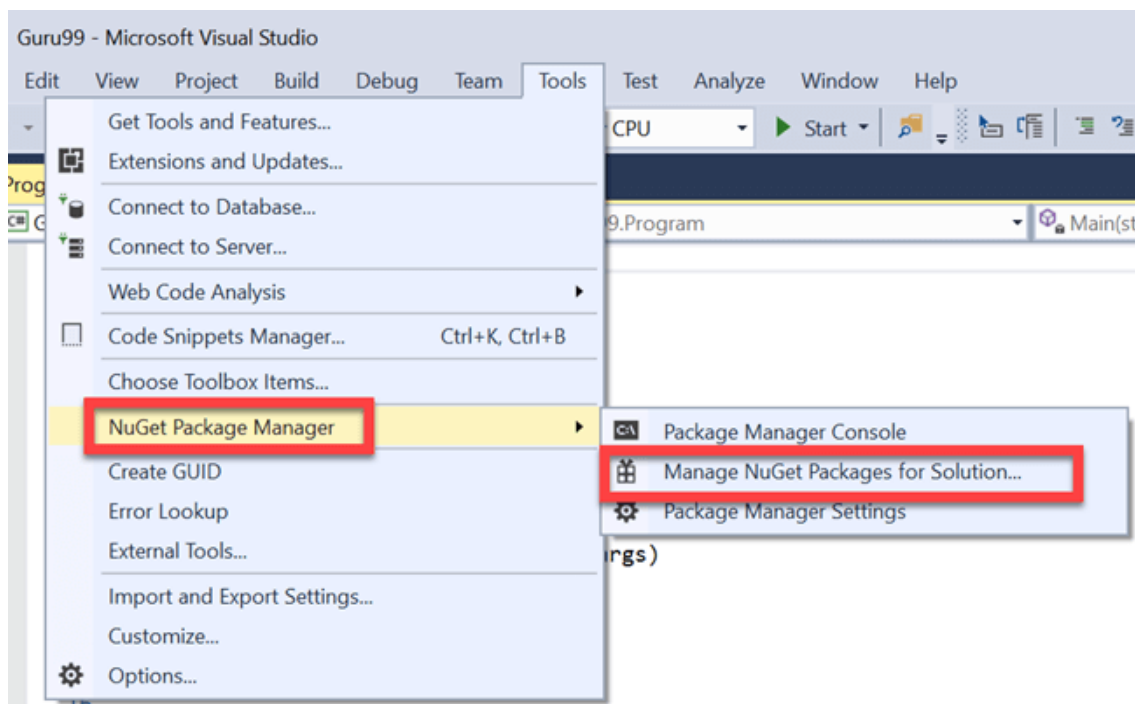 Guru99 - Microsoft Visual Studio
Edit View Project Build Debug Team Tools Test Analyze Window Help
CPU Start
Get Tools and Features...
Extensions and Updates...
Connect to Database...
Connect to Server...
Web Code Analysis
Code Snippets Manager... Ctrl+K, Ctrl+B
Choose Toolbox Items...
NuGet Package Manager
Create GUID
Error Lookup
External Tools...
Import and Export Settings...
Customize...
Options...
Package Manager Console
Manage NuGet Packages for Solution...
Package Manager Settings
Prog
C# G
9.Program
Main(st
rgs)